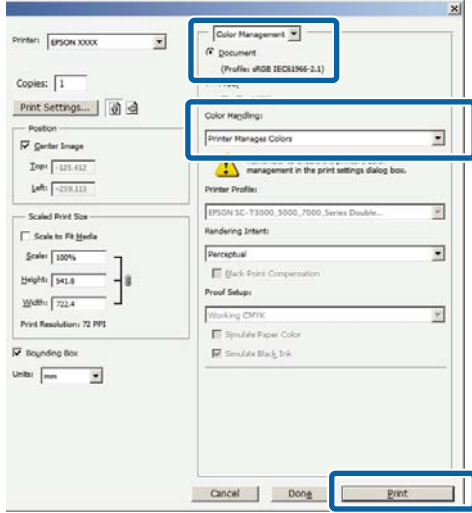 Printer: EPSON XXXX
Copies: 1
Print Settings...
Position
Center Image
Top: -125.412
Left: -259.115
Scaled Print Size
Scale to Fit Media
Scale: 100%
Height: 541.8
Width: 722.4
Print Resolution: 72 PPI
Bounding Box
Units: mm
Color Management
Document
(Profile: sRGB IEC61966-2.1)
Color Handling:
Printer Manages Colors
management in the print settings dialog box.
Printer Profile:
EPSON SC-T3000_5000_7000_Series Double...
Rendering Intent:
Perceptual
Black Point Compensation
Proof Setup:
Working CMYK
Simulate Paper Color
Simulate Black Ink
Cancel
Done
Print